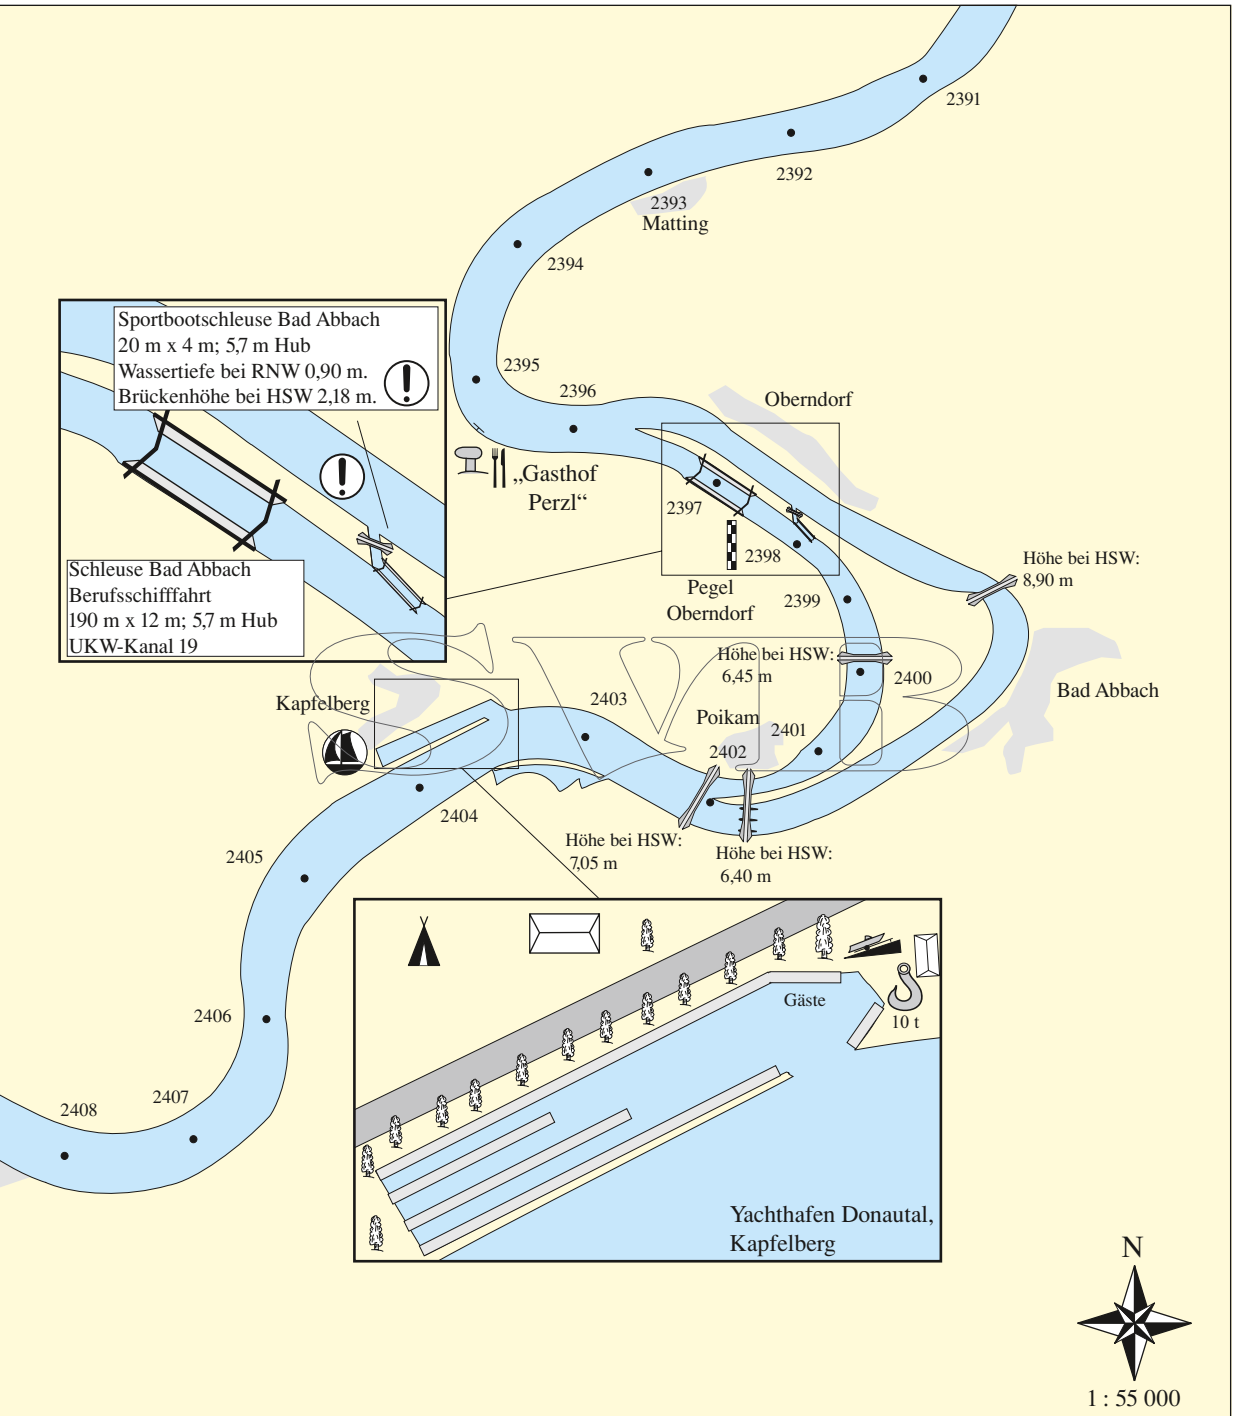 2391
2392
2393
Matting
2394
2395
2396
Oberndorf
„Gasthof
Perzl“
2397
2398
Pegel
Oberndorf
2399
Höhe bei HSW:
8,90 m
Höhe bei HSW:
6,45 m
2400
Bad Abbach
Sportbootschleuse Bad Abbach
20 m x 4 m; 5,7 m Hub
Wassertiefe bei RNW 0,90 m.
Brückenhöhe bei HSW 2,18 m.
Schleuse Bad Abbach
Berufsschifffahrt
190 m x 12 m; 5,7 m Hub
UKW-Kanal 19
SVB
Kapfelberg
2403
Poikam
2401
2402
2404
Höhe bei HSW:
7,05 m
Höhe bei HSW:
6,40 m
2405
2406
2407
2408
Gäste
10 t
Yachthafen Donautal,
Kapfelberg
N
1 : 55 000